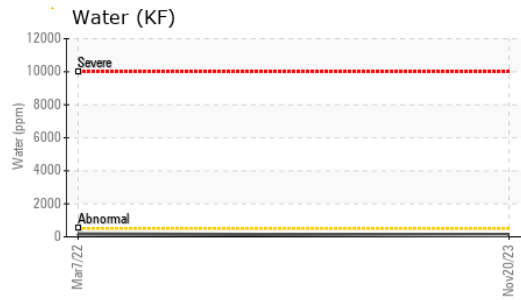 Water (KF)
12000
10000
8000
6000
4000
2000
0
Water (ppm)
Severe
Abnormal
Mar7/22
Nov20/23